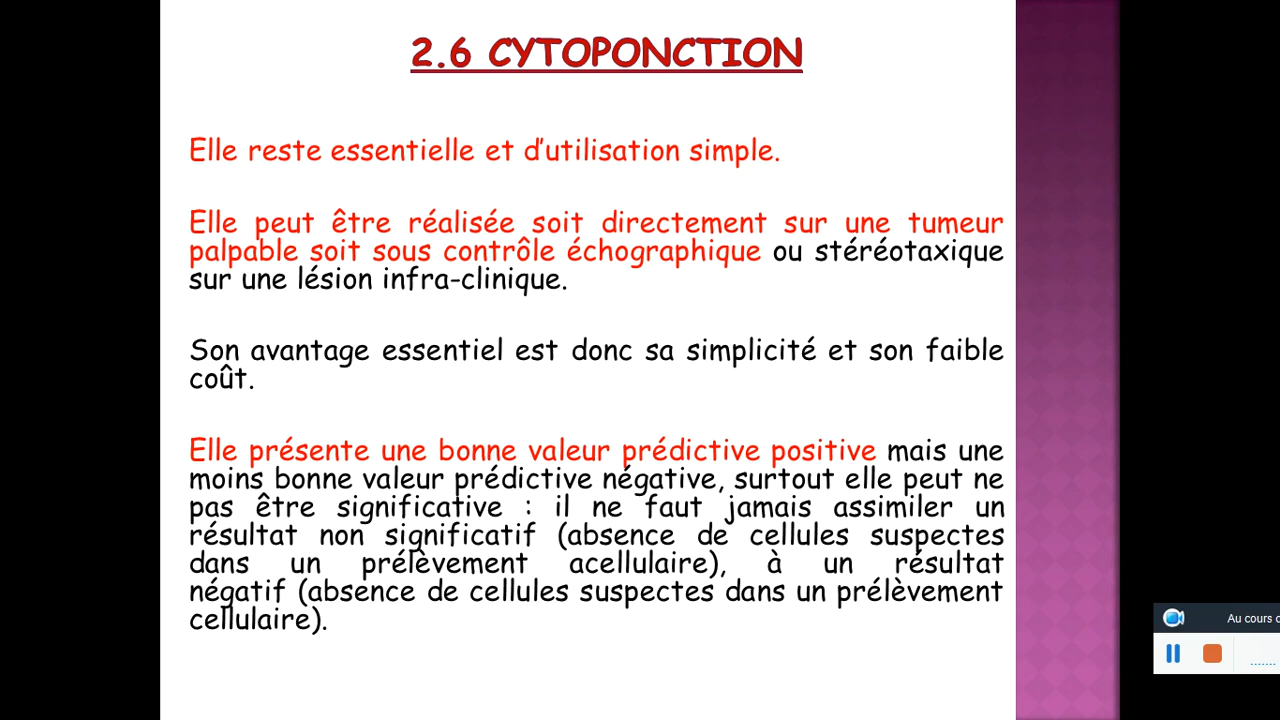 2.6 CYTOPONCTION
Elle reste essentielle et d'utilisation simple.
Elle peut être réalisée soit directement sur une tumeur
palpable soit sous contrôle échographique ou stéréotaxique
sur une lésion infra-clinique.
Son avantage essentiel est donc sa simplicité et son faible
coût.
Elle présente une bonne valeur prédictive positive mais une
moins bonne valeur prédictive négative, surtout elle peut ne
pas être significative : il ne faut jamais assimiler un
résultat non significatif (absence de cellules suspectes
dans un prélèvement acellulaire), à un résultat
négatif (absence de cellules suspectes dans un prélèvement
cellulaire).
Au cours